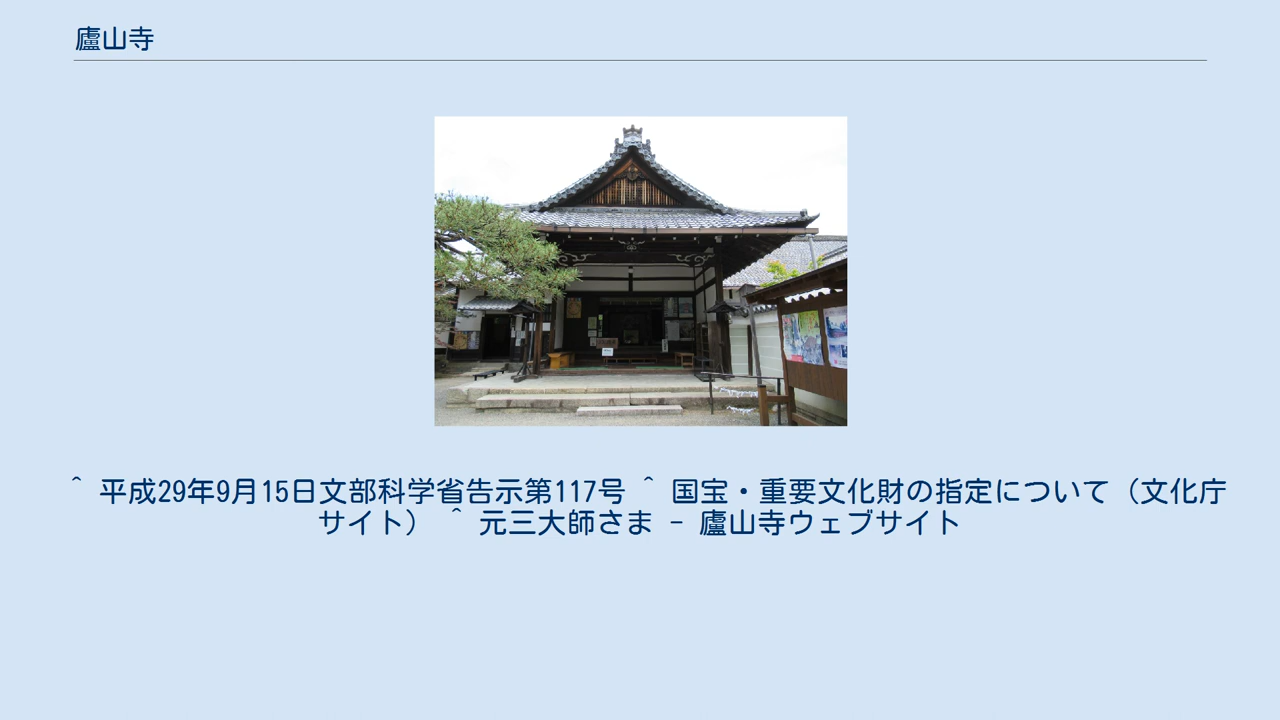 廬山寺
^ 平成29年9月15日文部科学省告示第117号 ^ 国宝・重要文化財の指定について（文化庁
サイト） ^ 元三大師さま - 廬山寺ウェブサイト